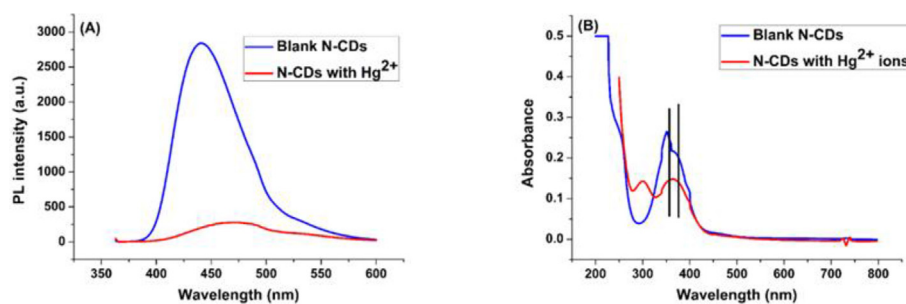 (A)
Blank N-CDs
N-CDs with Hg2+
3000
2500
2000
1500
1000
500
0
PL intensity (a.u.)
350 400 450 500 550 600
Wavelength (nm)
(B)
Blank N-CDs
N-CDs with Hg2+ ions
0.5
0.4
0.3
0.2
0.1
0.0
Absorbance
200 300 400 500 600 700 800
Wavelength (nm)